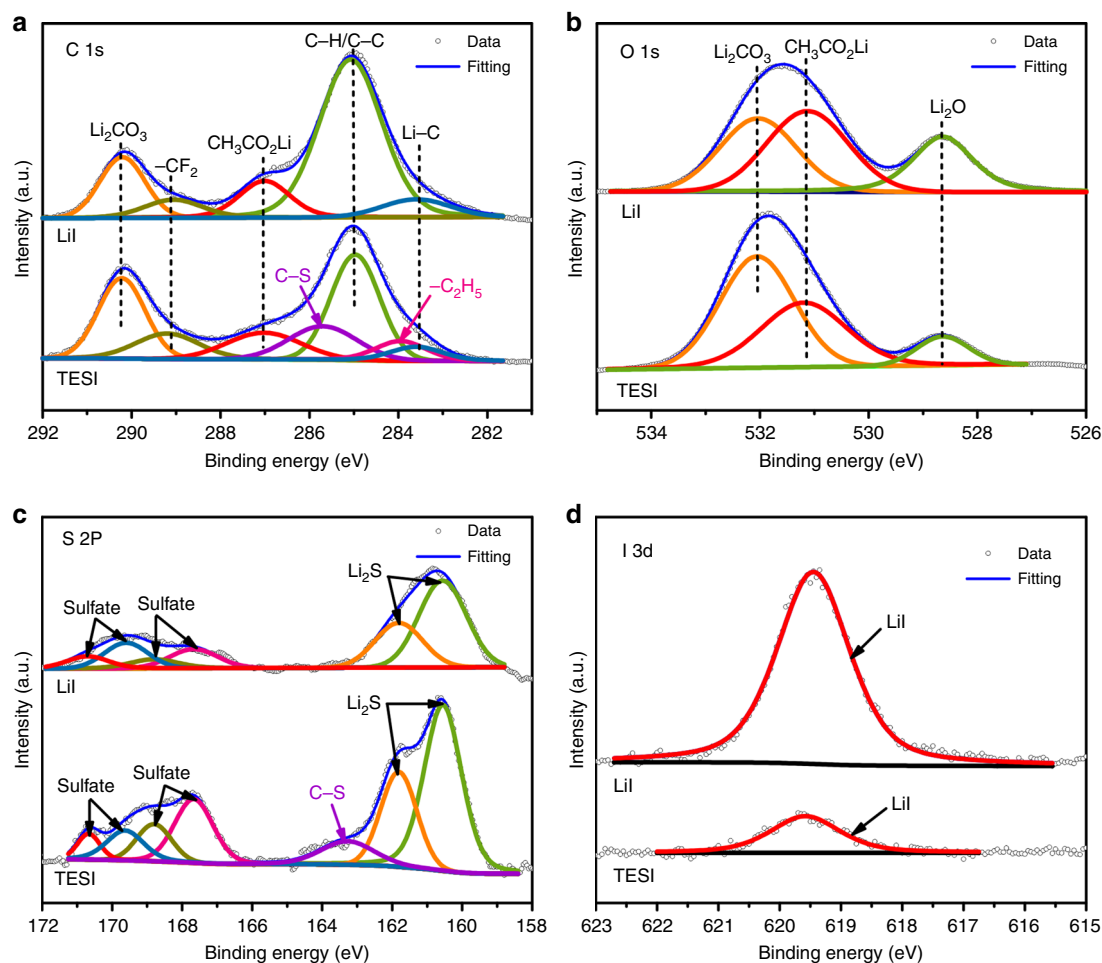 a
C 1s
C–H/C–C
Data
Fitting
Li2CO3
–CF2
CH3CO2Li
Li–C
LiI
C–S
–C2H5
TESI
Intensity (a.u.)
292 290 288 286 284 282
Binding energy (eV)
b
O 1s
Li2CO3
CH3CO2Li
Data
Fitting
Li2O
LiI
TESI
Intensity (a.u.)
534 532 530 528 526
Binding energy (eV)
c
S 2P
Data
Fitting
Li2S
Sulfate
Sulfate
LiI
Li2S
Sulfate
Sulfate
C–S
TESI
Intensity (a.u.)
172 170 168 166 164 162 160 158
Binding energy (eV)
d
I 3d
Data
Fitting
LiI
LiI
LiI
TESI
Intensity (a.u.)
623 622 621 620 619 618 617 616 615
Binding energy (eV)